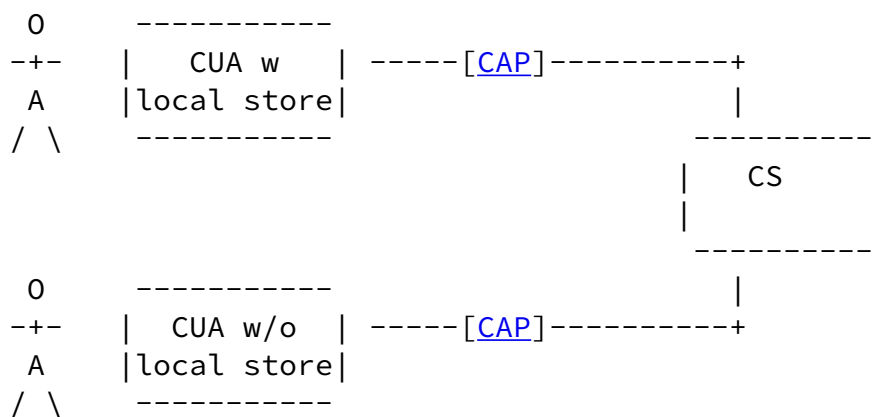 O      -----------
-+-    |   CUA w   | -----[CAP]----------+
A     |local store|                      |
/ \     -----------                    ----------
|   CS
|
----------
O      -----------                      |
-+-    |  CUA w/o  | -----[CAP]----------+
A     |local store|
/ \     -----------